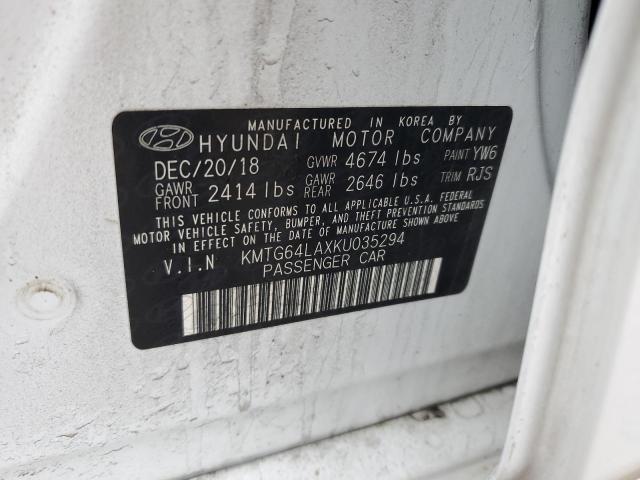 MANUFACTURED IN KOREA BY
HYUNDAI MOTOR COMPANY
DEC/20/18 GVWR 4674 lbs PAINT YW6
GAWR FRONT 2414 lbs GAWR REAR 2646 lbs TRIM RJS
THIS VEHICLE CONFORMS TO ALL APPLICABLE U.S.A. FEDERAL
MOTOR VEHICLE SAFETY, BUMPER, AND THEFT PREVENTION STANDARDS
IN EFFECT ON THE DATE OF MANUFACTURE SHOWN ABOVE.
V.I.N KMTG64LAXKU035294
PASSENGER CAR